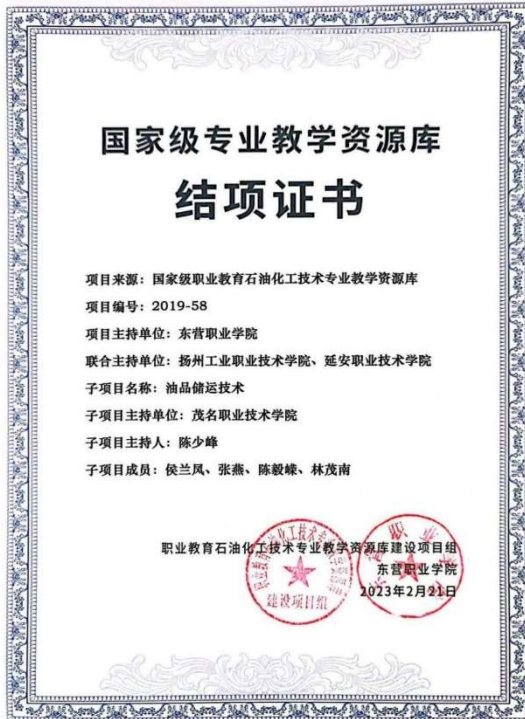 国家级专业教学资源库
结项证书
项目来源：国家级职业教育石油化工技术专业教学资源库
项目编号：2019-58
项目主持单位：东营职业学院
联合主持单位：扬州工业职业技术学院、延安职业技术学院
子项目名称：油品储运技术
子项目主持单位：茂名职业技术学院
子项目主持人：陈少峰
子项目成员：侯兰凤、张燕、陈毅嵘、林茂南
职业教育石油化工技术专业教学资源库建设项目组
东营职业学院
2023年2月21日
建设项目组